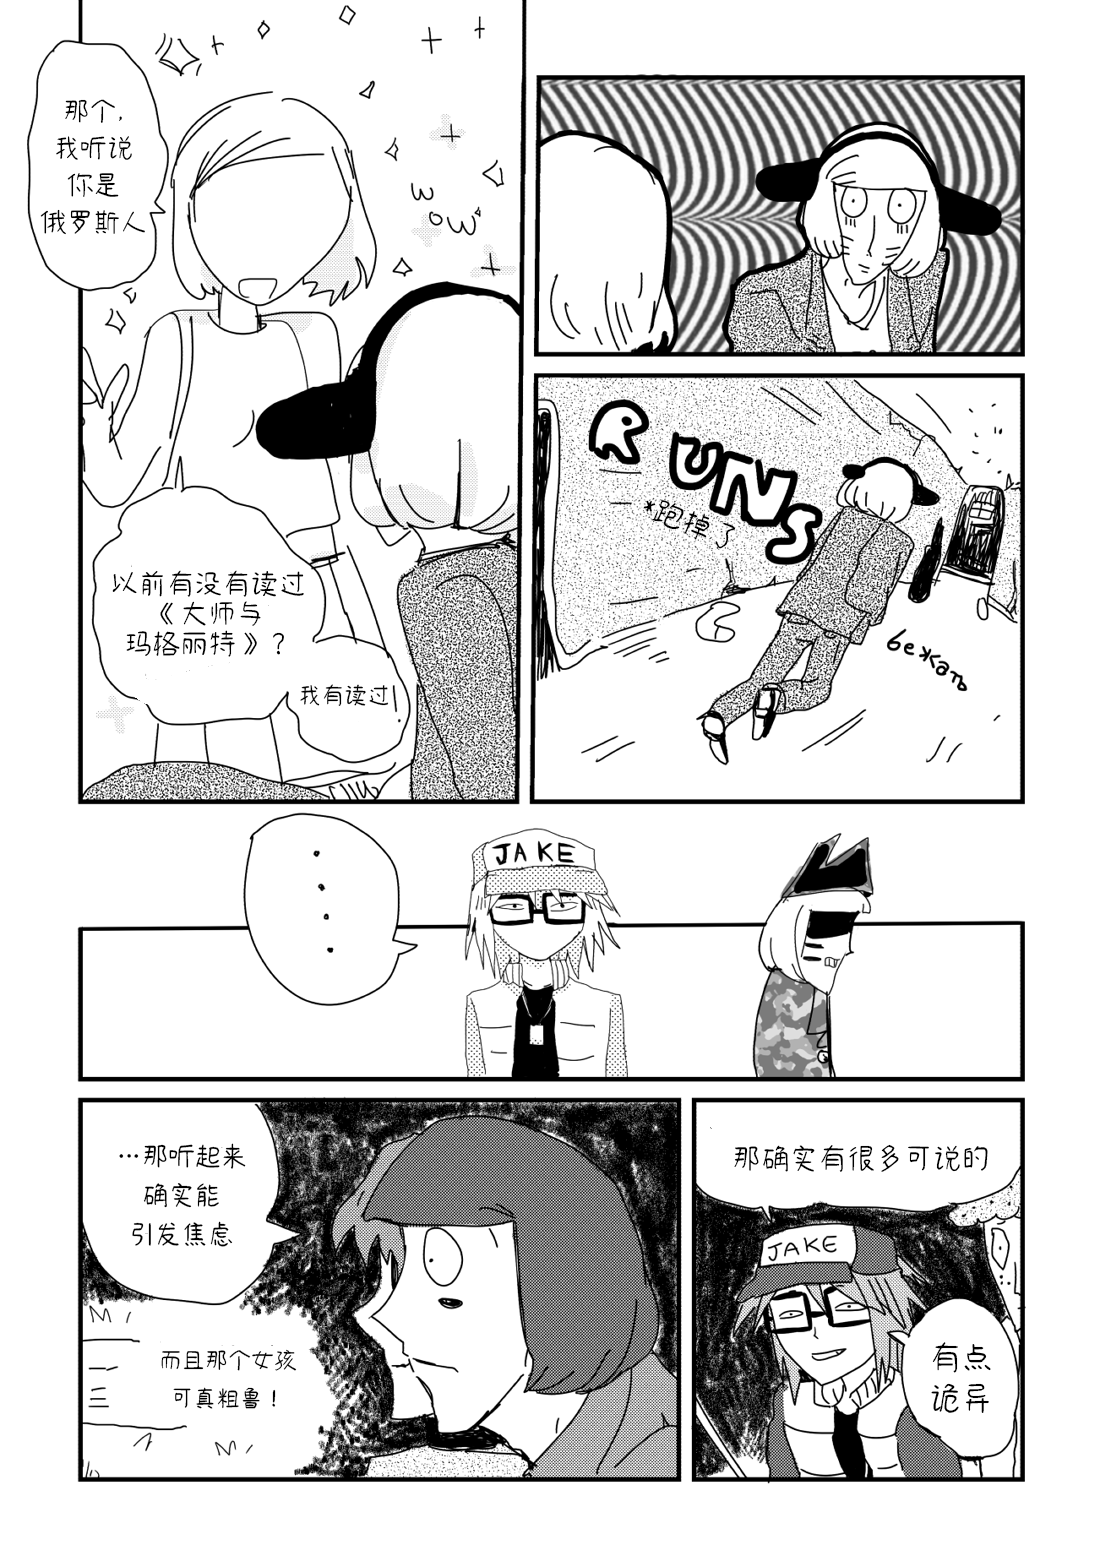 那个,
我听说
你是
俄罗斯人
wow
以前有没有读过
《大师与
玛格丽特》?
我有读过!
RUNS
*跑掉了
бежать
JAKE
....
...那听起来
确实能
引发焦虑
而且那个女孩
可真粗鲁!
那确实有很多可说的
JAKE
有点
诡异